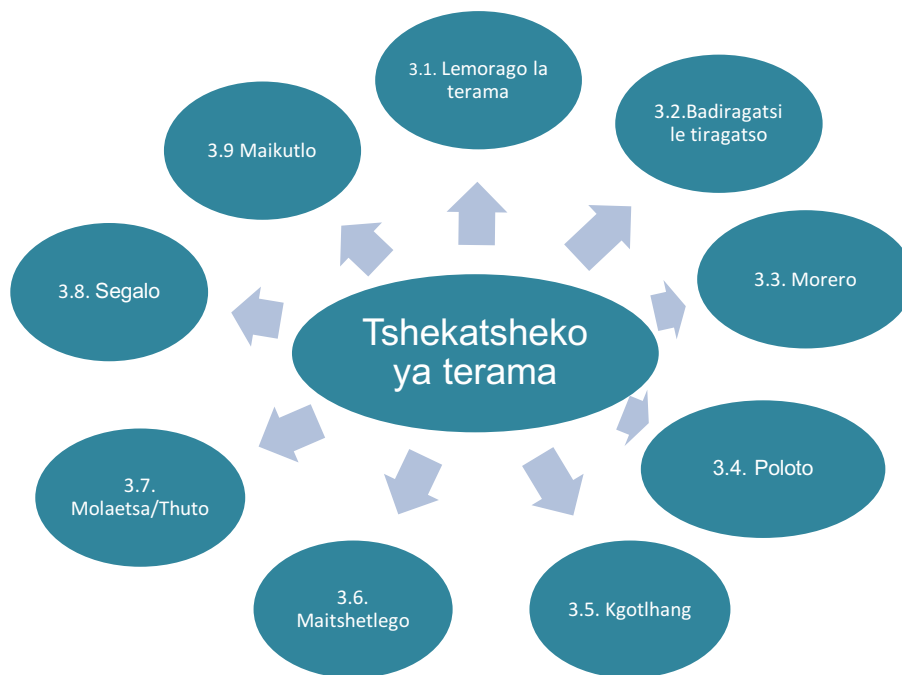 3.1. Lemorago la
terama
3.2.Badiragatsi
le tiragatso
3.3. Morero
3.4. Poloto
3.5. Kgotlhang
3.6.
Maitshetlego
3.7.
Molaetsa/Thuto
3.8. Segalo
3.9 Maikutlo
Tshekatsheko
ya terama